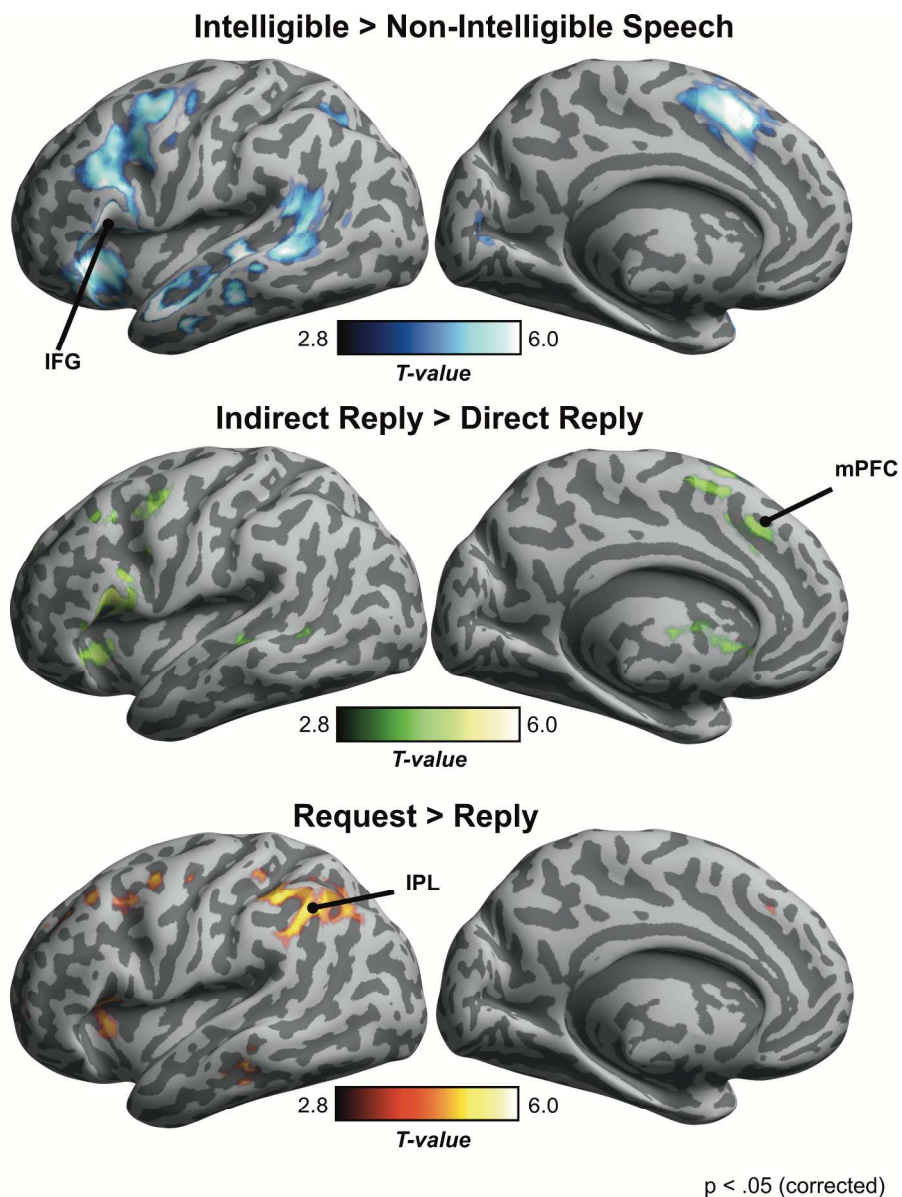 Intelligible > Non-Intelligible Speech
IFG
2.8 6.0
T-value
Indirect Reply > Direct Reply
mPFC
2.8 6.0
T-value
Request > Reply
IPL
2.8 6.0
T-value
p < .05 (corrected)